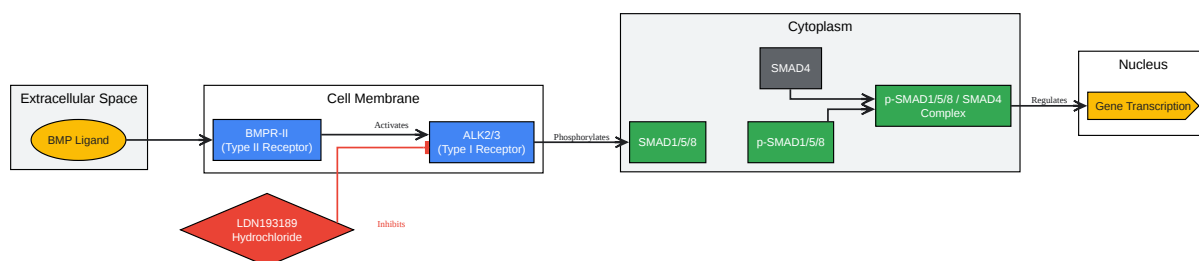 Extracellular Space
BMP Ligand
Cell Membrane
BMPR-II
(Type II Receptor)
Activates
ALK2/3
(Type I Receptor)
LDN193189
Hydrochloride
Inhibits
Phosphorylates
Cytoplasm
SMAD4
SMAD1/5/8
p-SMAD1/5/8
p-SMAD1/5/8 / SMAD4
Complex
Regulates
Nucleus
Gene Transcription